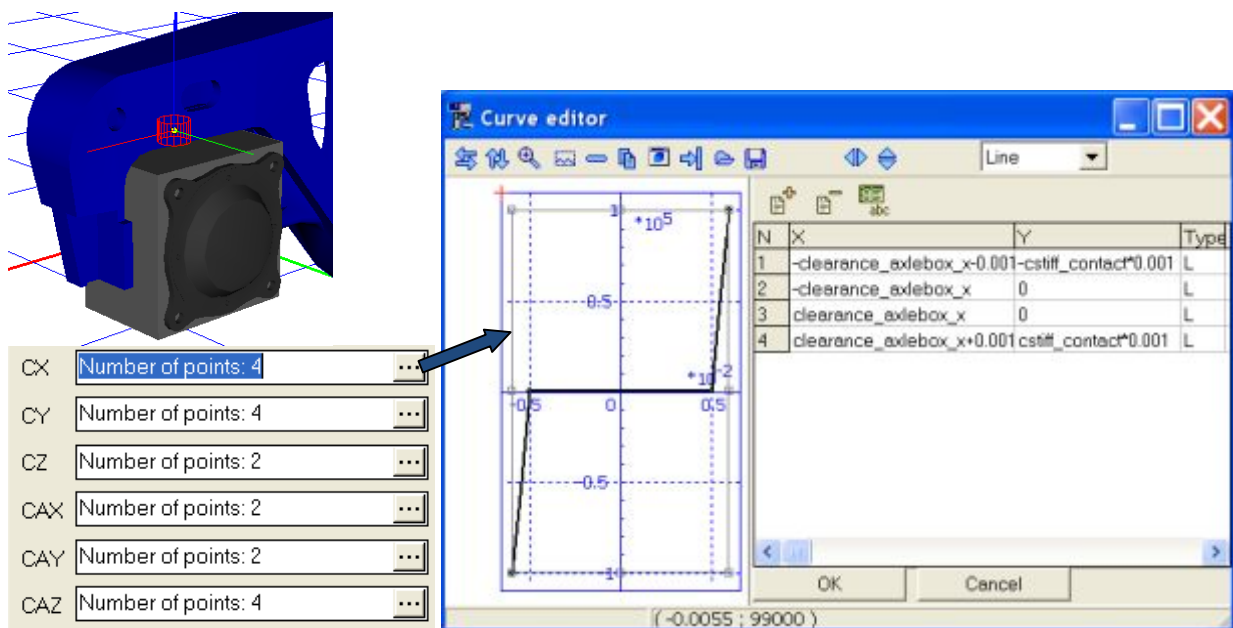 CX Number of points: 4 ...
CY Number of points: 4 ...
CZ Number of points: 2 ...
CAX Number of points: 2 ...
CAY Number of points: 2 ...
CAZ Number of points: 4 ...
Curve editor
Line
abc
1 *10^5
0.5
*10^-2
-0.5 0 0.5
-0.5
-1
N X Y Type
1 -clearance_axlebox_x-0.001 -cstiff_contact*0.001 L
2 -clearance_axlebox_x 0 L
3 clearance_axlebox_x 0 L
4 clearance_axlebox_x+0.001 cstiff_contact*0.001 L
OK Cancel
( -0.0055 ; 99000 )